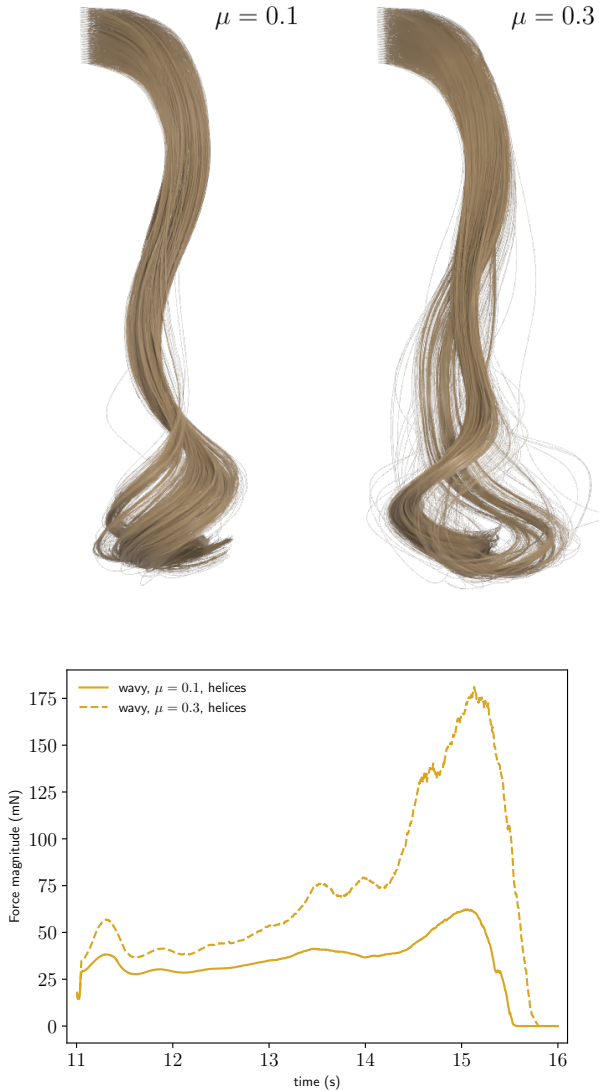 μ = 0.1
μ = 0.3
wavy, μ = 0.1, helices
wavy, μ = 0.3, helices
Force magnitude (mN)
175
150
125
100
75
50
25
0
11
12
13
14
15
16
time (s)